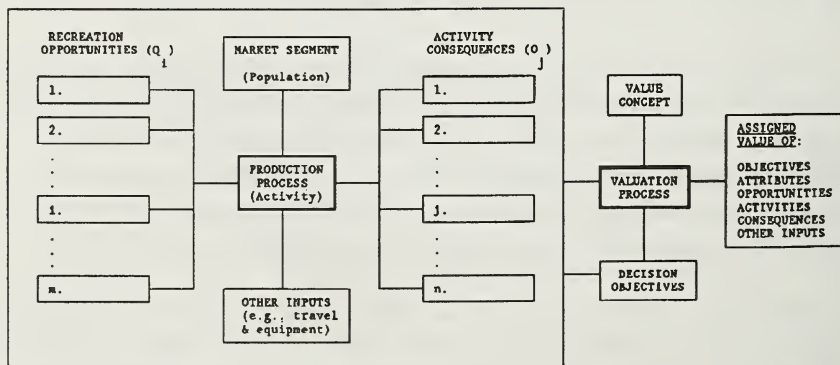 RECREATION
OPPORTUNITIES (Q )
i
1.
2.
.
.
.
i.
.
.
.
m.
MARKET SEGMENT
(Population)
PRODUCTION
PROCESS
(Activity)
OTHER INPUTS
(e.g., travel
& equipment)
ACTIVITY
CONSEQUENCES (O )
j
1.
2.
.
.
.
j.
.
.
.
n.
VALUE
CONCEPT
VALUATION
PROCESS
DECISION
OBJECTIVES
ASSIGNED
VALUE OF:
OBJECTIVES
ATTRIBUTES
OPPORTUNITIES
ACTIVITIES
CONSEQUENCES
OTHER INPUTS